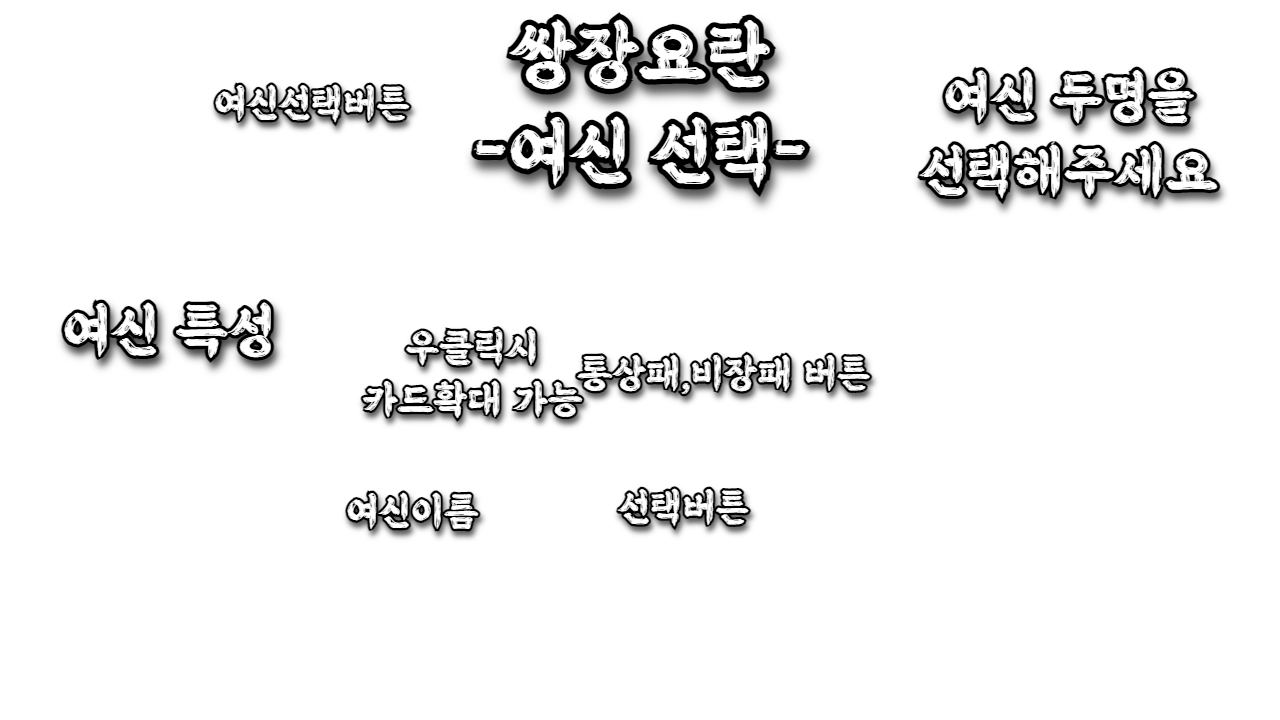 쌍장요란
-여신 선택-
여신선택버튼
여신 두명을
선택해주세요
여신 특성
우클릭시
카드확대 가능
통상패,비장패 버튼
여신이름
선택버튼